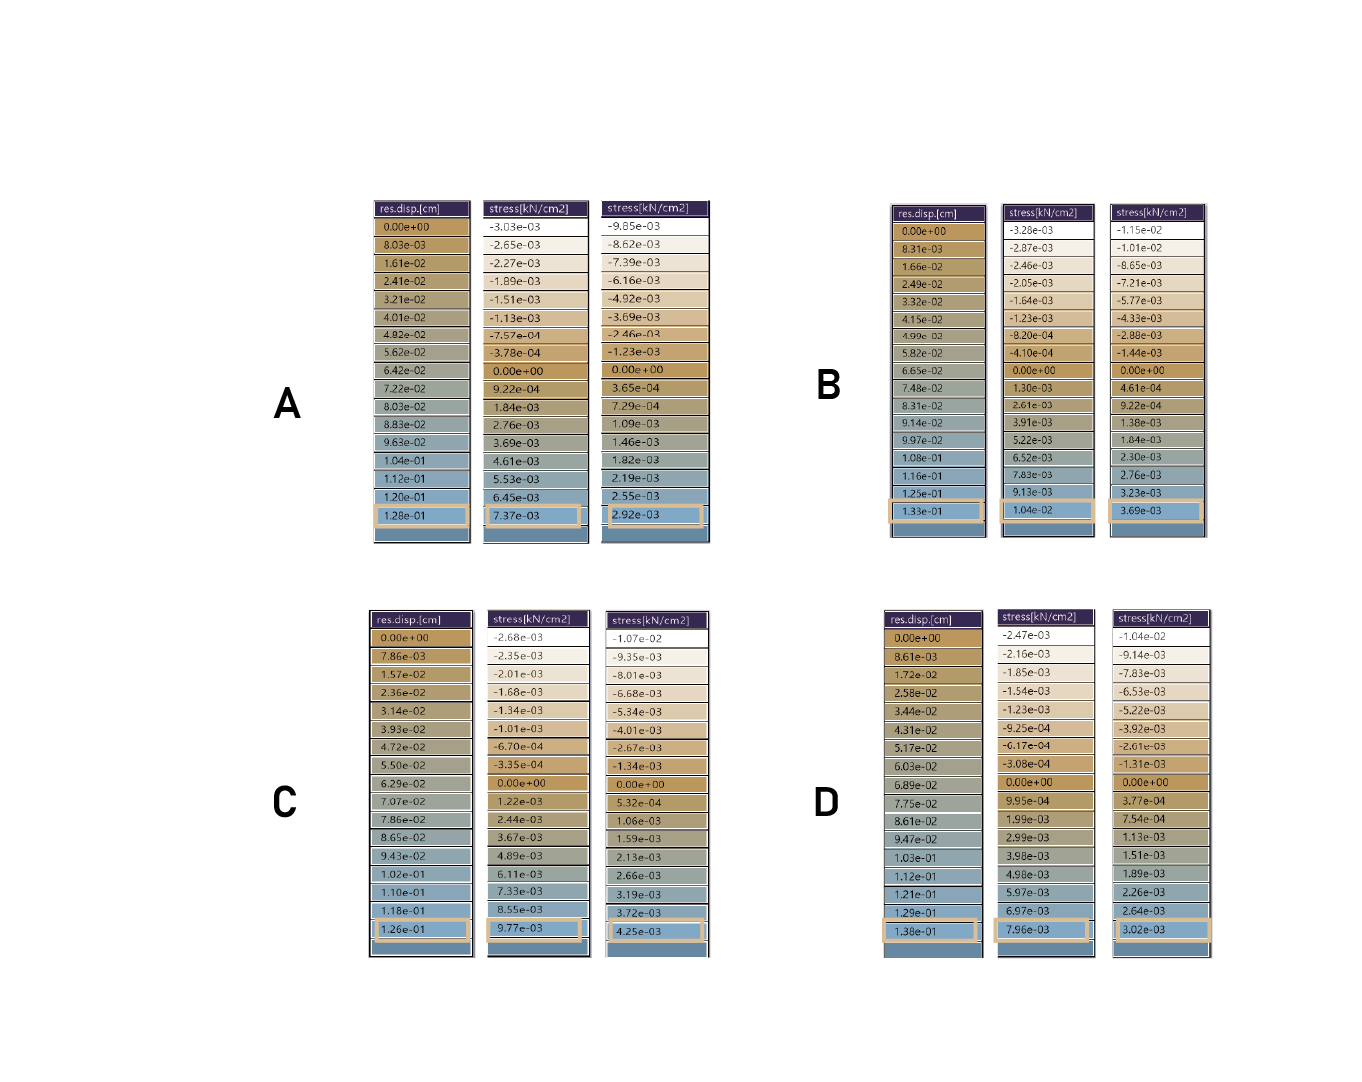 res.disp.[cm] stress[kN/cm2] stress[kN/cm2]
0.00e+00 -3.03e-03 -9.85e-03
8.03e-03 -2.65e-03 -8.62e-03
1.61e-02 -2.27e-03 -7.39e-03
2.41e-02 -1.89e-03 -6.16e-03
3.21e-02 -1.51e-03 -4.92e-03
4.01e-02 -1.13e-03 -3.69e-03
4.82e-02 -7.57e-04 -2.46e-03
5.62e-02 -3.78e-04 -1.23e-03
6.42e-02 0.00e+00 0.00e+00
7.22e-02 9.22e-04 3.65e-04
8.03e-02 1.84e-03 7.29e-04
8.83e-02 2.76e-03 1.09e-03
9.63e-02 3.69e-03 1.46e-03
1.04e-01 4.61e-03 1.82e-03
1.12e-01 5.53e-03 2.19e-03
1.20e-01 6.45e-03 2.55e-03
1.28e-01 7.37e-03 2.92e-03
A
res.disp.[cm] stress[kN/cm2] stress[kN/cm2]
0.00e+00 -3.28e-03 -1.15e-02
8.31e-03 -2.87e-03 -1.01e-02
1.66e-02 -2.46e-03 -8.65e-03
2.49e-02 -2.05e-03 -7.21e-03
3.32e-02 -1.64e-03 -5.77e-03
4.15e-02 -1.23e-03 -4.33e-03
4.99e-02 -8.20e-04 -2.88e-03
5.82e-02 -4.10e-04 -1.44e-03
6.65e-02 0.00e+00 0.00e+00
7.48e-02 1.30e-03 4.61e-04
8.31e-02 2.61e-03 9.22e-04
9.14e-02 3.91e-03 1.38e-03
9.97e-02 5.22e-03 1.84e-03
1.08e-01 6.52e-03 2.30e-03
1.16e-01 7.83e-03 2.76e-03
1.25e-01 9.13e-03 3.23e-03
1.33e-01 1.04e-02 3.69e-03
B
res.disp.[cm] stress[kN/cm2] stress[kN/cm2]
0.00e+00 -2.68e-03 -1.07e-02
7.86e-03 -2.35e-03 -9.35e-03
1.57e-02 -2.01e-03 -8.01e-03
2.36e-02 -1.68e-03 -6.68e-03
3.14e-02 -1.34e-03 -5.34e-03
3.93e-02 -1.01e-03 -4.01e-03
4.72e-02 -6.70e-04 -2.67e-03
5.50e-02 -3.35e-04 -1.34e-03
6.29e-02 0.00e+00 0.00e+00
7.07e-02 1.22e-03 5.32e-04
7.86e-02 2.44e-03 1.06e-03
8.65e-02 3.67e-03 1.59e-03
9.43e-02 4.89e-03 2.13e-03
1.02e-01 6.11e-03 2.66e-03
1.10e-01 7.33e-03 3.19e-03
1.18e-01 8.55e-03 3.72e-03
1.26e-01 9.77e-03 4.25e-03
C
res.disp.[cm] stress[kN/cm2] stress[kN/cm2]
0.00e+00 -2.47e-03 -1.04e-02
8.61e-03 -2.16e-03 -9.14e-03
1.72e-02 -1.85e-03 -7.83e-03
2.58e-02 -1.54e-03 -6.53e-03
3.44e-02 -1.23e-03 -5.22e-03
4.31e-02 -9.25e-04 -3.92e-03
5.17e-02 -6.17e-04 -2.61e-03
6.03e-02 -3.08e-04 -1.31e-03
6.89e-02 0.00e+00 0.00e+00
7.75e-02 9.95e-04 3.77e-04
8.61e-02 1.99e-03 7.54e-04
9.47e-02 2.99e-03 1.13e-03
1.03e-01 3.98e-03 1.51e-03
1.12e-01 4.98e-03 1.89e-03
1.21e-01 5.97e-03 2.26e-03
1.29e-01 6.97e-03 2.64e-03
1.38e-01 7.96e-03 3.02e-03
D